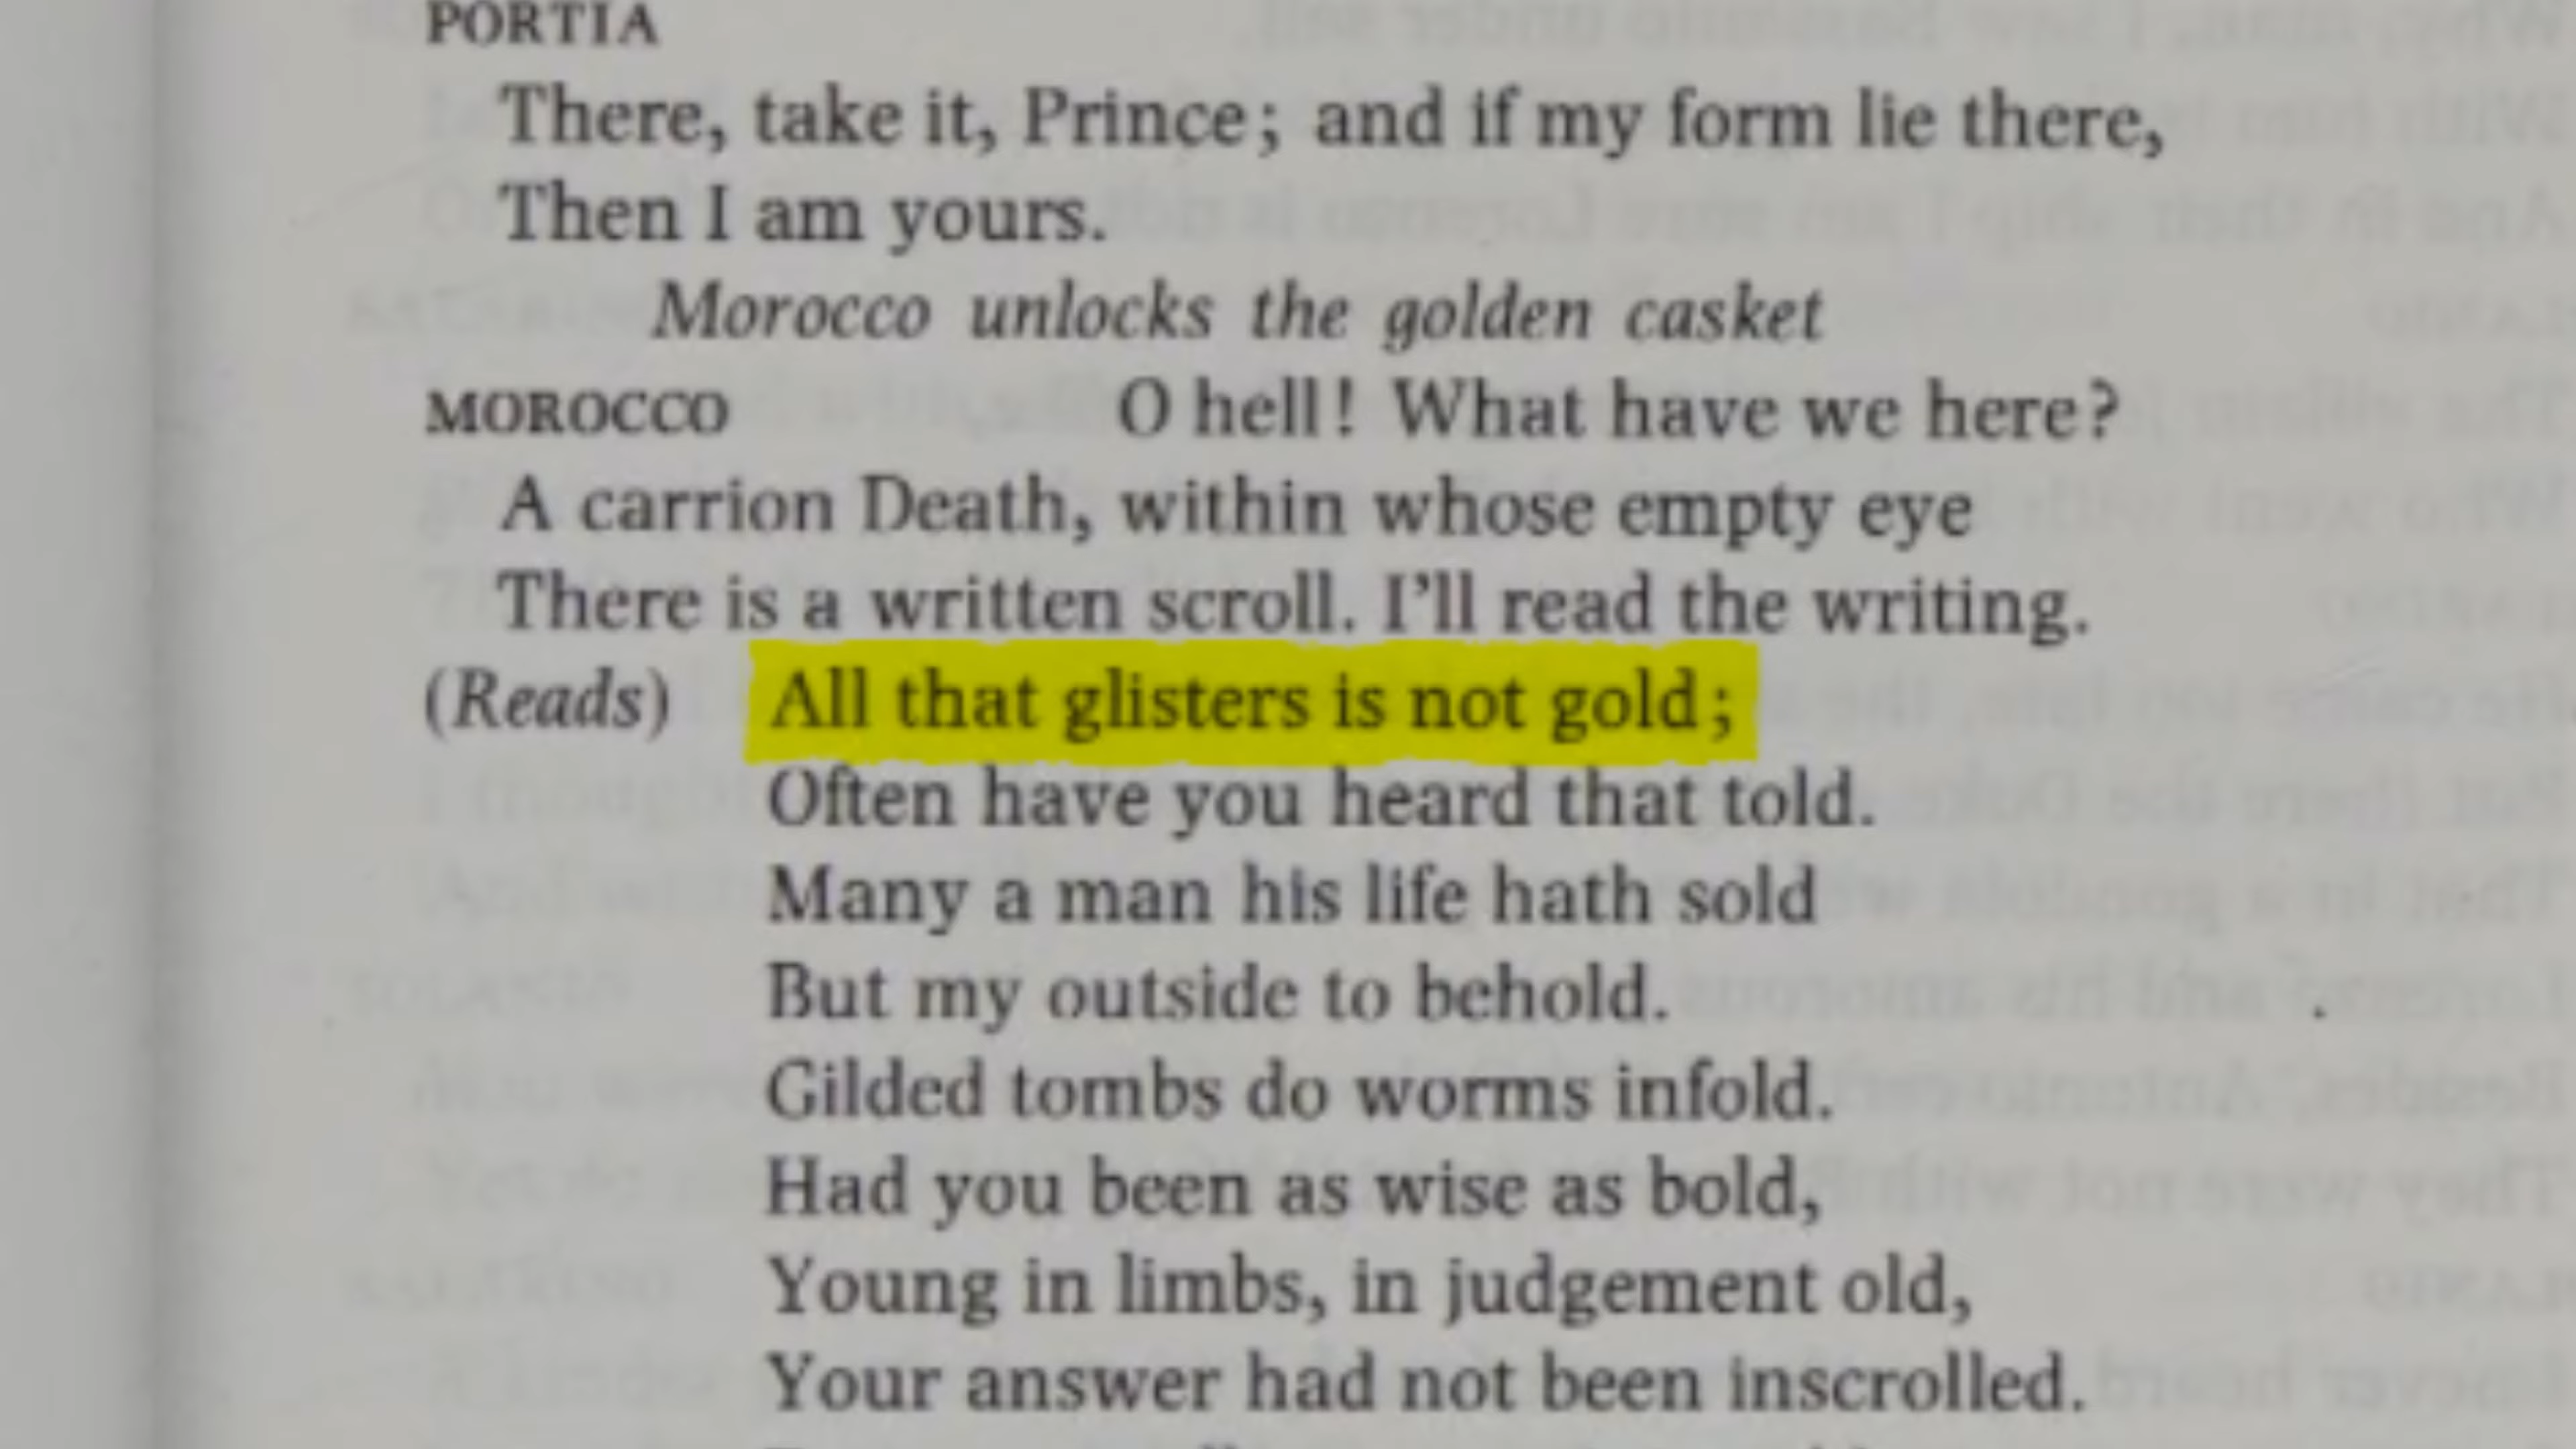 PORTIA
There, take it, Prince; and if my form lie there,
Then I am yours.
Morocco unlocks the golden casket
MOROCCO O hell! What have we here?
A carrion Death, within whose empty eye
There is a written scroll. I'll read the writing.
(Reads) All that glisters is not gold;
Often have you heard that told.
Many a man his life hath sold
But my outside to behold.
Gilded tombs do worms infold.
Had you been as wise as bold,
Young in limbs, in judgement old,
Your answer had not been inscrolled.